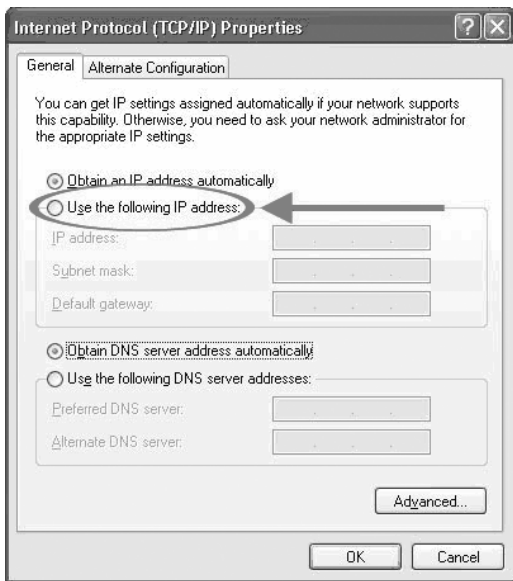 Internet Protocol (TCP/IP) Properties
General
Alternate Configuration
You can get IP settings assigned automatically if your network supports
this capability. Otherwise, you need to ask your network administrator for
the appropriate IP settings.
Obtain an IP address automatically
Use the following IP address:
IP address:
Subnet mask:
Default gateway:
Obtain DNS server address automatically
Use the following DNS server addresses:
Preferred DNS server:
Alternate DNS server:
Advanced...
OK
Cancel